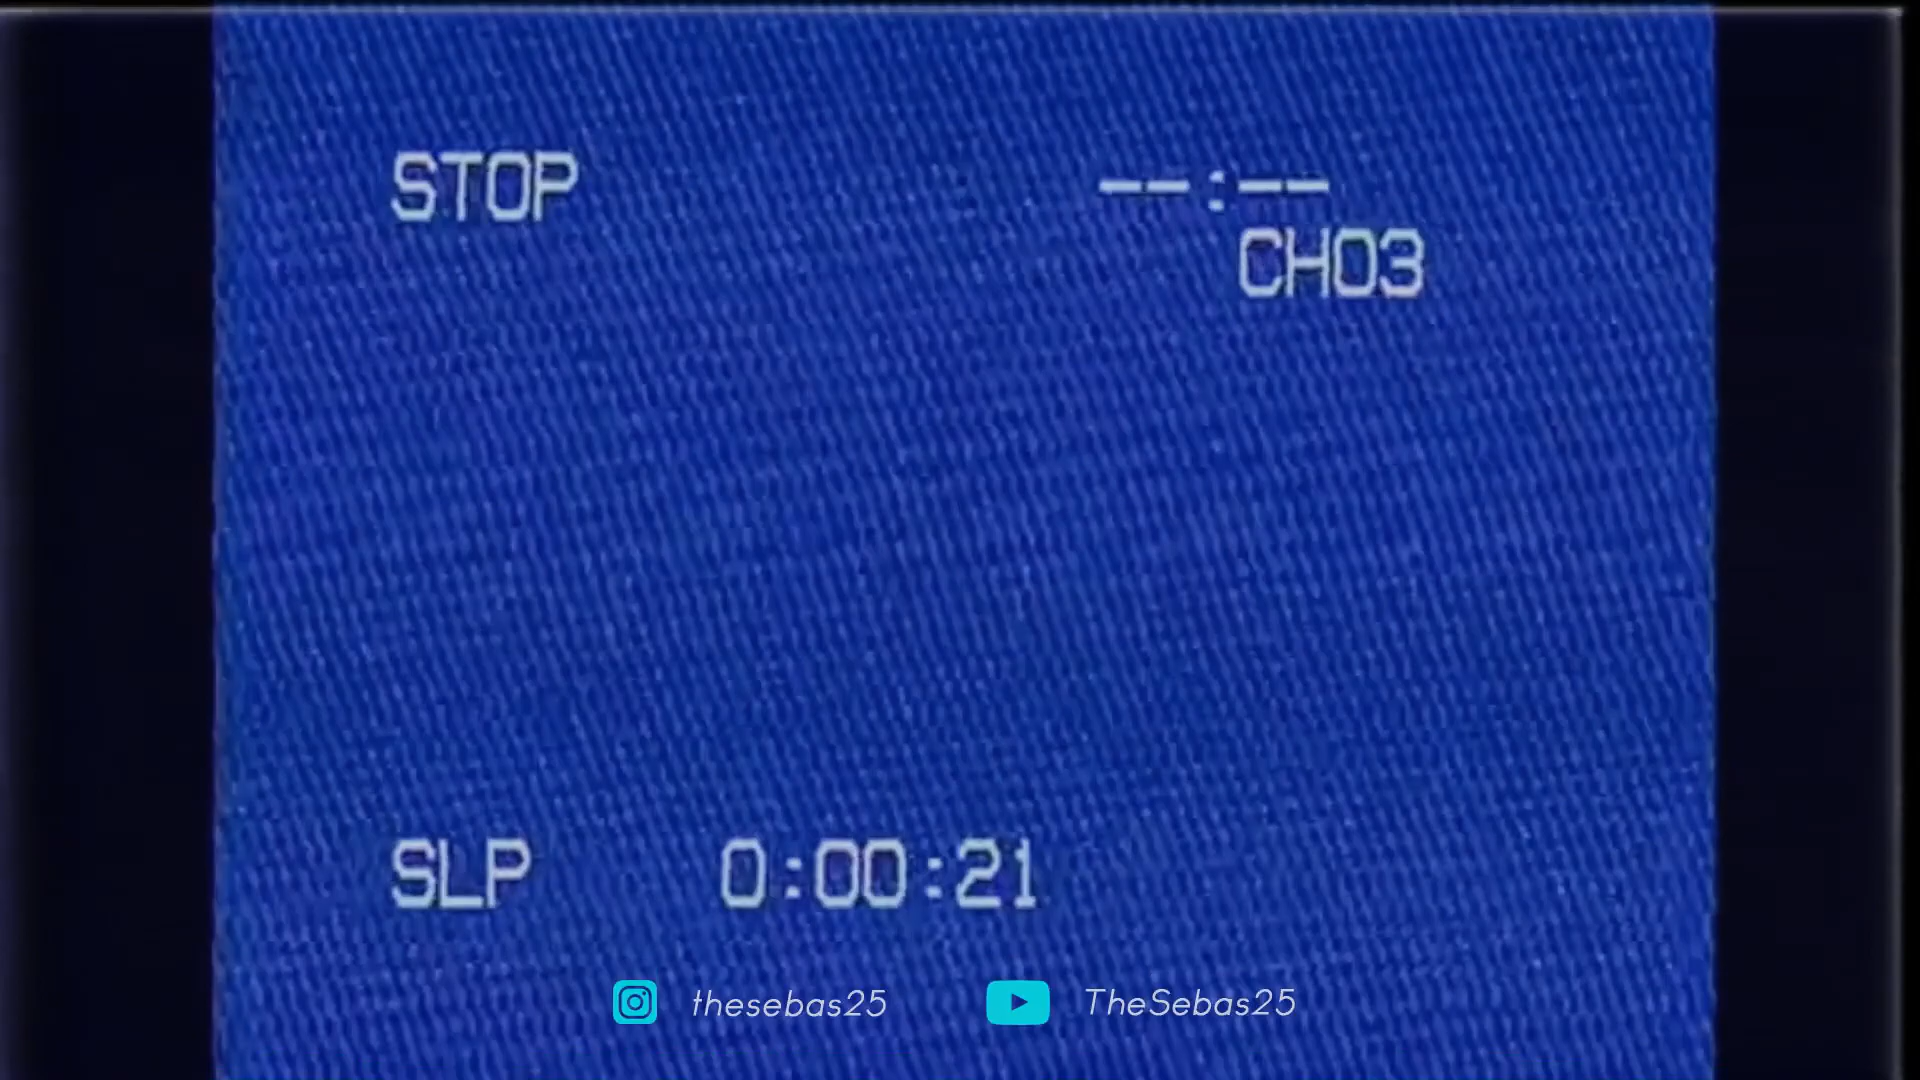 STOP
--:--
CH03
SLP 0:00:21
thesebas25 TheSebas25